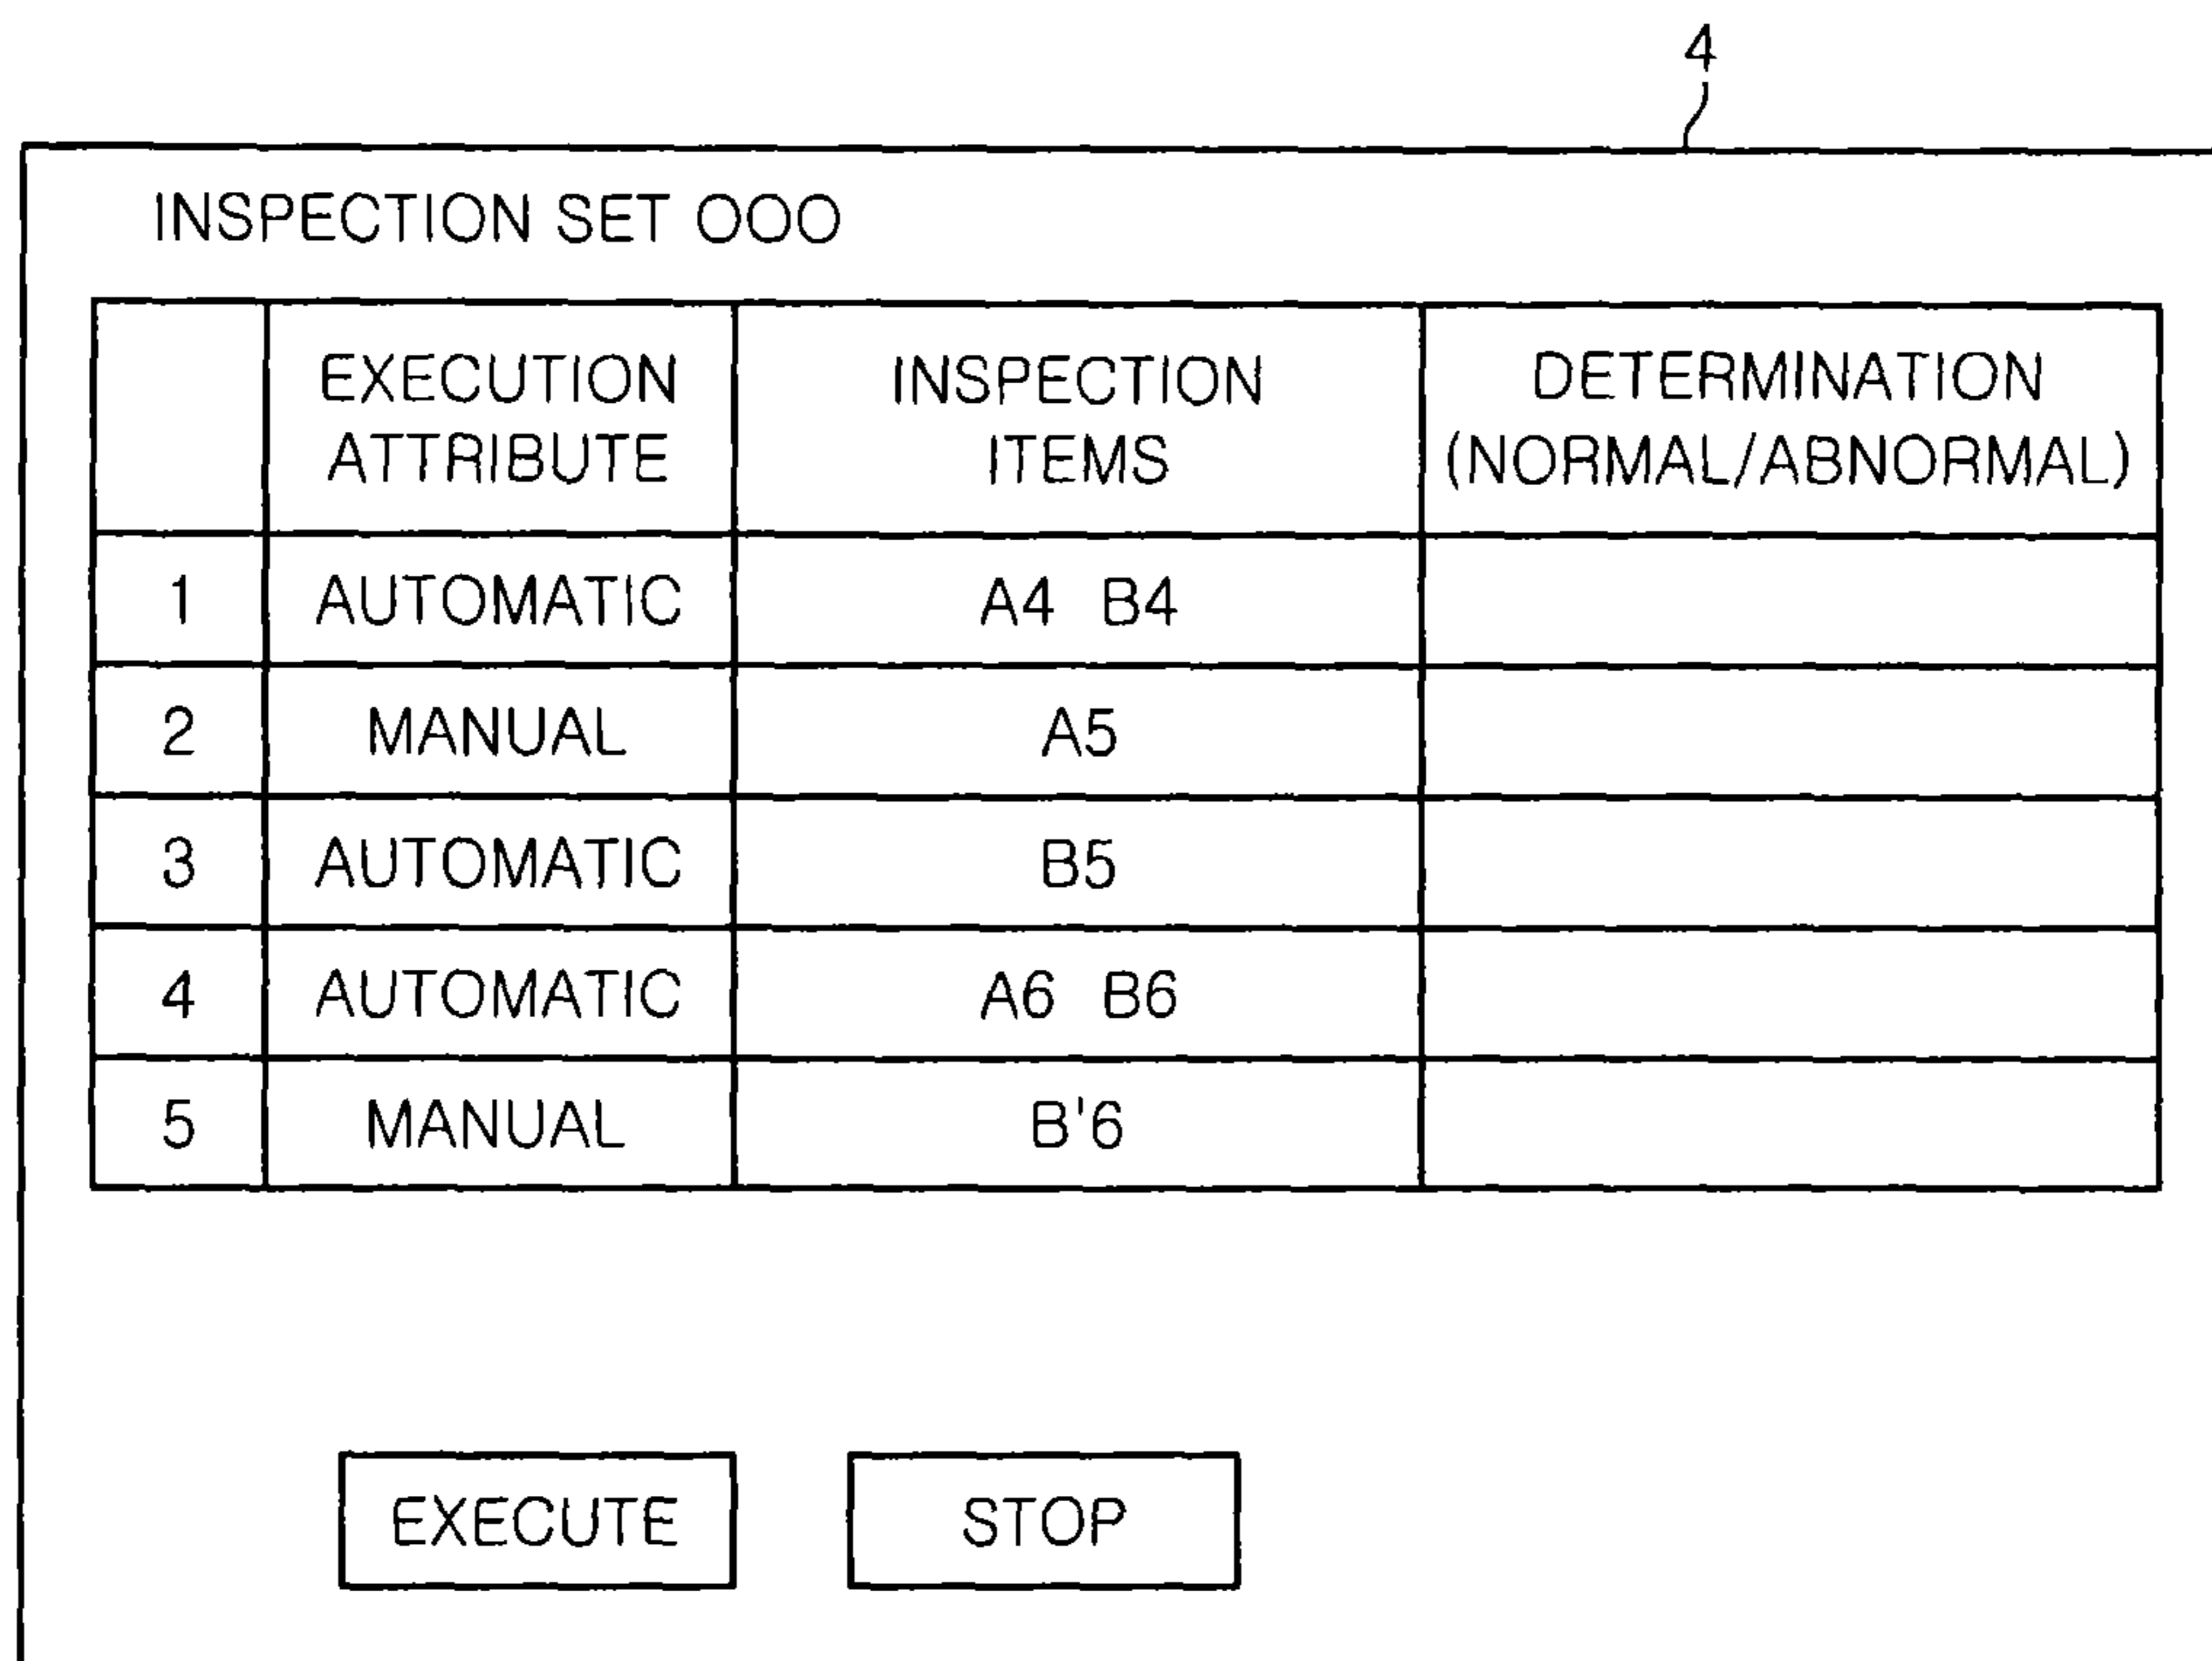 4
INSPECTION SET OOO
EXECUTION ATTRIBUTE INSPECTION ITEMS DETERMINATION (NORMAL/ABNORMAL)
1 AUTOMATIC A4 B4
2 MANUAL A5
3 AUTOMATIC B5
4 AUTOMATIC A6 B6
5 MANUAL B'6
EXECUTE STOP